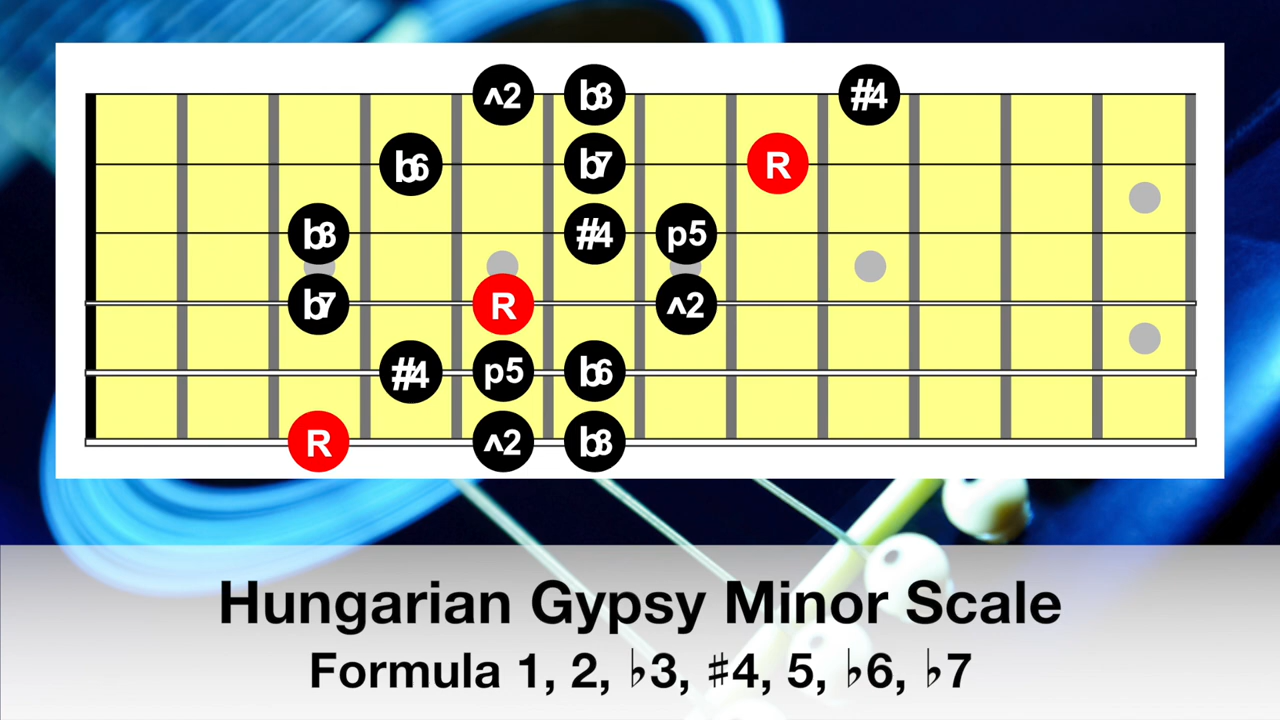 ^2 b3 #4
b6 b7 R
b3 #4 p5
b7 R ^2
#4 p5 b6
R ^2 b3
Hungarian Gypsy Minor Scale
Formula 1, 2, ♭3, ♯4, 5, ♭6, ♭7